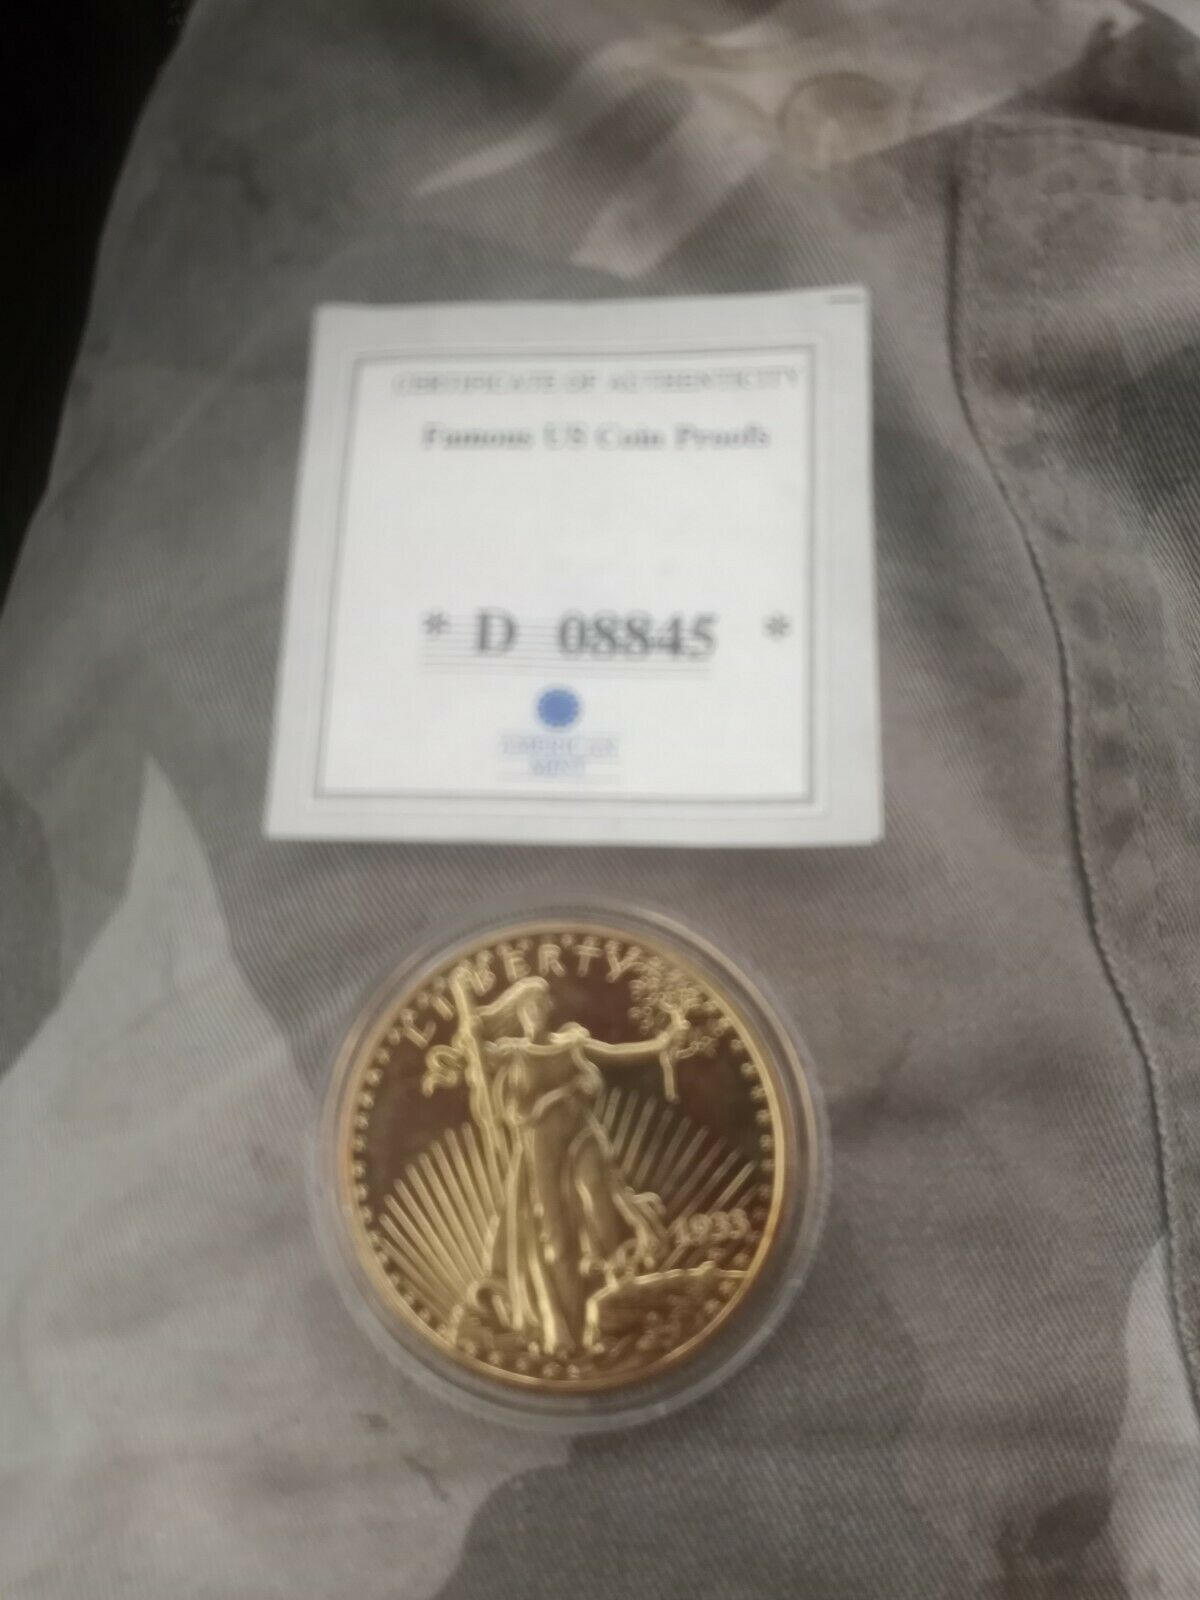 CERTIFICATE OF AUTHENTICITY
Famous US Coin Proofs
* D 08845 *
AMERICAN
MINT
LIBERTY
1933